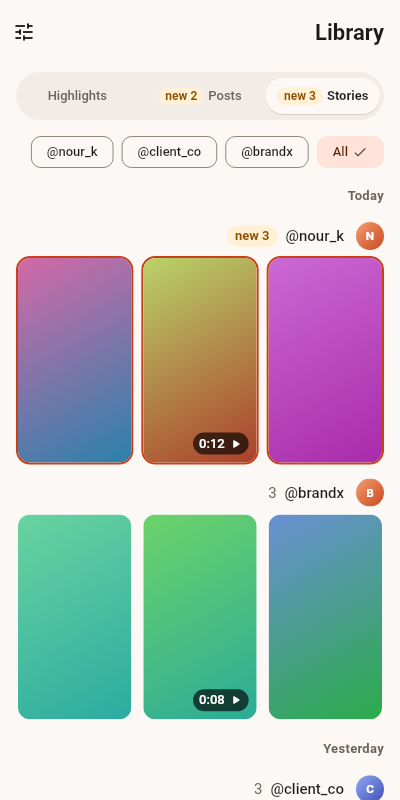 Library
Stories new 3 Posts new 2 Highlights
All @brandx @client_co @nour_k
Today
N @nour_k new 3
0:12
B @brandx 3
0:08
Yesterday
C @client_co 3